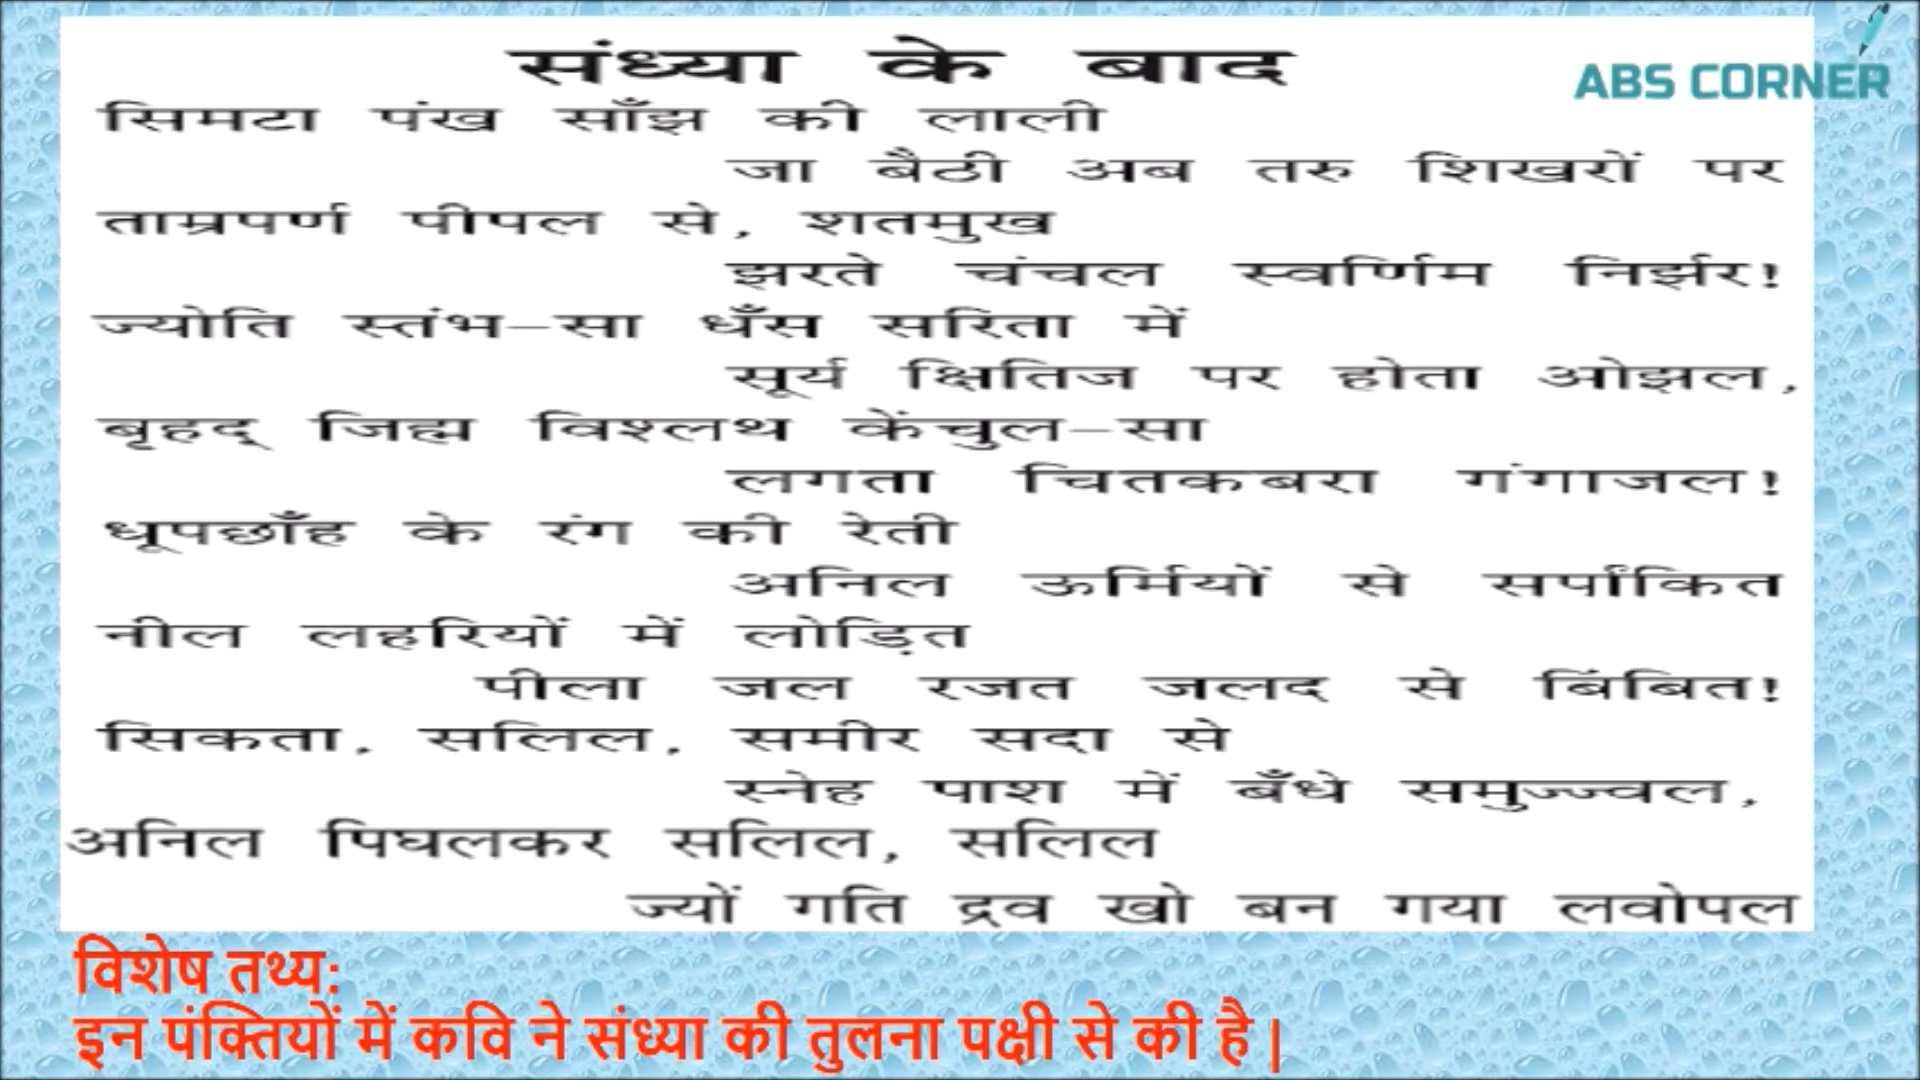 संध्या के बाद
ABS CORNER
सिमटा पंख साँझ की लाली
जा बैठी अब तरु शिखरों पर
ताम्रपर्ण पीपल से, शतमुख
झरते चंचल स्वर्णिम निर्झर!
ज्योति स्तंभ-सा धँस सरिता में
सूर्य क्षितिज पर होता ओझल,
बृहद् जिह्म विश्लथ केंचुल-सा
लगता चितकबरा गंगाजल!
धूपछाँह के रंग की रेती
अनिल ऊर्मियों से सर्पांकित
नील लहरियों में लोड़ित
पीला जल रजत जलद से बिंबित!
सिकता, सलिल, समीर सदा से
स्नेह पाश में बँधे समुज्ज्वल,
अनिल पिघलकर सलिल, सलिल
ज्यों गति द्रव खो बन गया लवोपल
विशेष तथ्य:
इन पंक्तियों में कवि ने संध्या की तुलना पक्षी से की है|